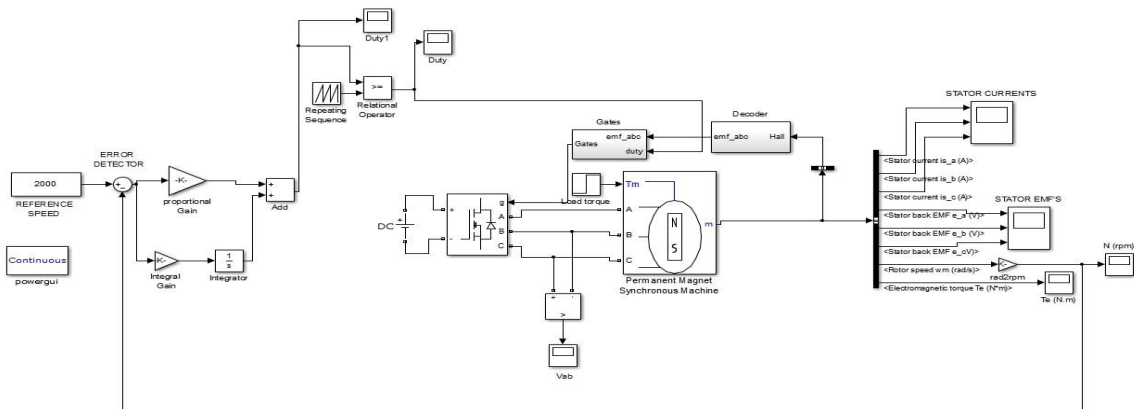 Duty1
Duty
>=
Repeating
Sequence
Relational
Operator
STATOR CURRENTS
Gates
Decoder
emf_abc
Gates
duty
emf_abc
Hall
ERROR
DETECTOR
2000
REFERENCE
SPEED
-K-
proportional
Gain
+
+
Add
<Stator current is_a (A)>
<Stator current is_b (A)>
<Stator current is_c (A)>
STATOR EMF'S
<Stator back EMF e_a (V)>
<Stator back EMF e_b (V)>
<Stator back EMF e_cV)>
<Rotor speed wm (rad/s)>
<Electromagnetic torque Te (N*m)>
Load torque
Tm
A
B
C
N
S
m
Permanent Magnet
Synchronous Machine
DC
+
+
-
g
A
B
C
Continuous
powergui
-K-
Integral
Gain
1
s
Integrator
K-
rad2rpm
N (rpm)
Te (N.m)
+
-
v
Vab